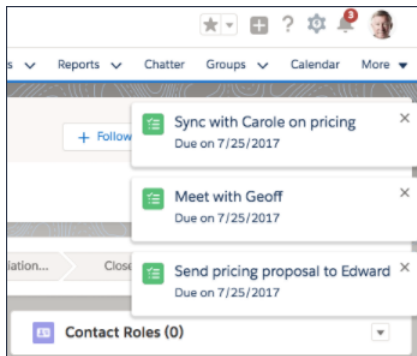 3
Reports
Chatter
Groups
Calendar
More
+ Follow
Sync with Carole on pricing
Due on 7/25/2017
Meet with Geoff
Due on 7/25/2017
iation...
Close
Send pricing proposal to Edward
Due on 7/25/2017
Contact Roles (0)